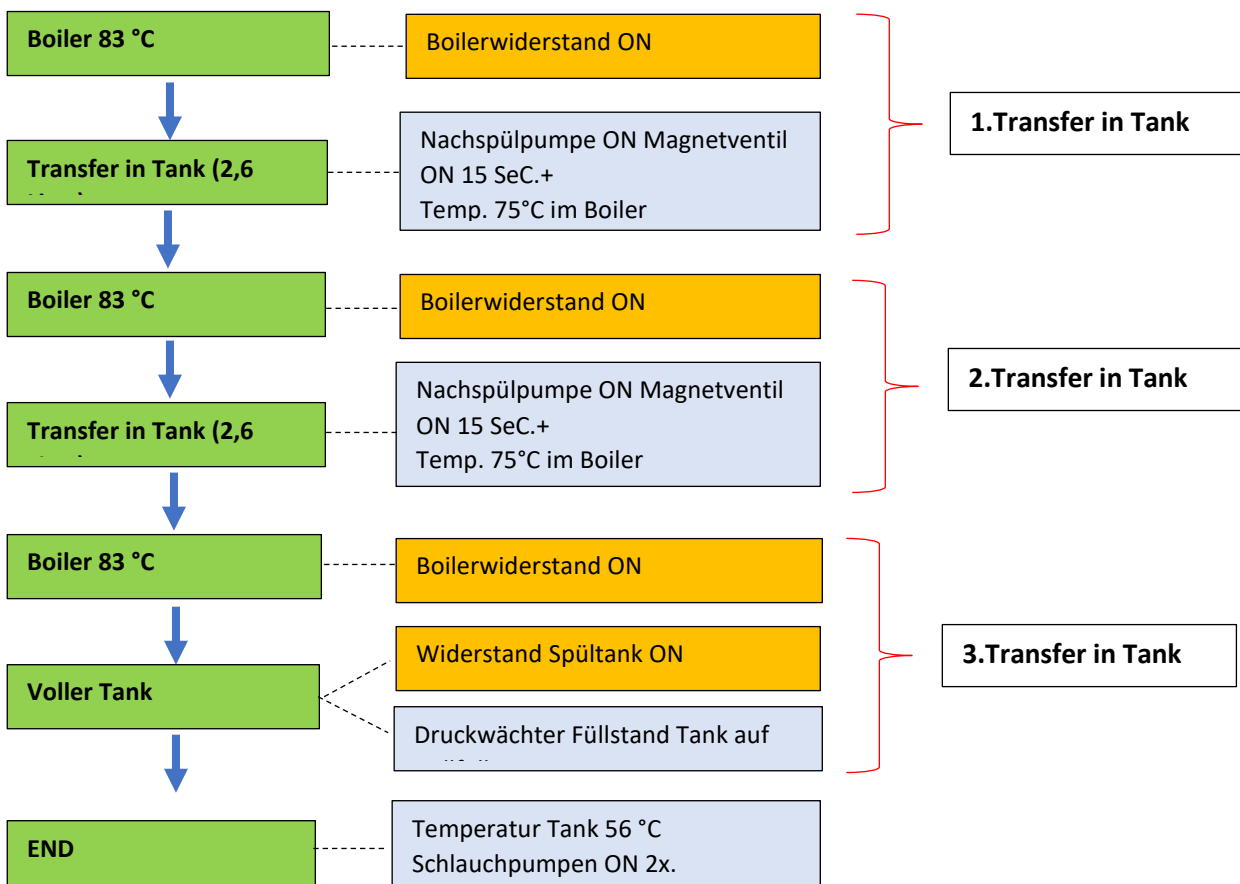 Boiler 83 °C
Boilerwiderstand ON
1.Transfer in Tank
Transfer in Tank (2,6
Nachspülpumpe ON Magnetventil
ON 15 SeC.+
Temp. 75°C im Boiler
Boiler 83 °C
Boilerwiderstand ON
2.Transfer in Tank
Transfer in Tank (2,6
Nachspülpumpe ON Magnetventil
ON 15 SeC.+
Temp. 75°C im Boiler
Boiler 83 °C
Boilerwiderstand ON
3.Transfer in Tank
Voller Tank
Widerstand Spültank ON
Druckwächter Füllstand Tank auf
END
Temperatur Tank 56 °C
Schlauchpumpen ON 2x.